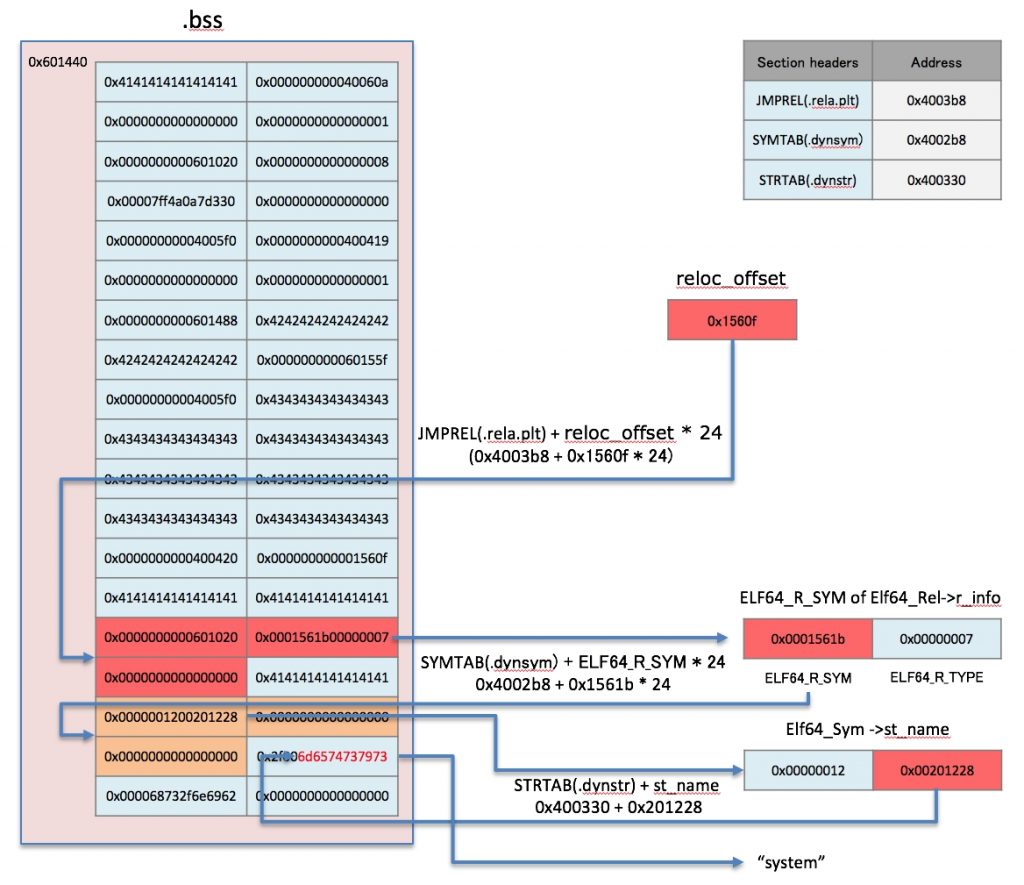 .bss
0x601440
0x4141414141414141 0x000000000040060a
0x0000000000000000 0x0000000000000001
0x0000000000601020 0x0000000000000008
0x00007ff4a0a7d330 0x0000000000000000
0x00000000004005f0 0x0000000000400419
0x0000000000000000 0x0000000000000001
0x0000000000601488 0x4242424242424242
0x4242424242424242 0x000000000060155f
0x00000000004005f0 0x4343434343434343
0x4343434343434343 0x4343434343434343
0x4343434343434343 0x4343434343434343
0x4343434343434343 0x4343434343434343
0x0000000000400420 0x000000000001560f
0x4141414141414141 0x4141414141414141
0x0000000000601020 0x0001561b00000007
0x0000000000000000 0x4141414141414141
0x0000001200201228 0x0000000000000000
0x0000000000000000 0x2f006d6574737973
0x000068732f6e6962 0x0000000000000000
Section headers Address
JMPREL(.rela.plt) 0x4003b8
SYMTAB(.dynsym) 0x4002b8
STRTAB(.dynstr) 0x400330
reloc_offset
0x1560f
JMPREL(.rela.plt) + reloc_offset * 24
(0x4003b8 + 0x1560f * 24)
ELF64_R_SYM of Elf64_Rel->r_info
0x0001561b 0x00000007
ELF64_R_SYM ELF64_R_TYPE
SYMTAB(.dynsym) + ELF64_R_SYM * 24
0x4002b8 + 0x1561b * 24
Elf64_Sym ->st_name
0x00000012 0x00201228
STRTAB(.dynstr) + st_name
0x400330 + 0x201228
“system”